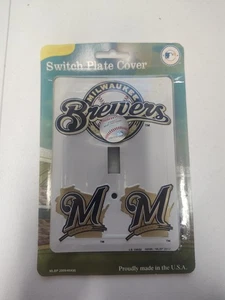 Switch Plate Cover
MILWAUKEE
Brewers
M M
Proudly made in the U.S.A.